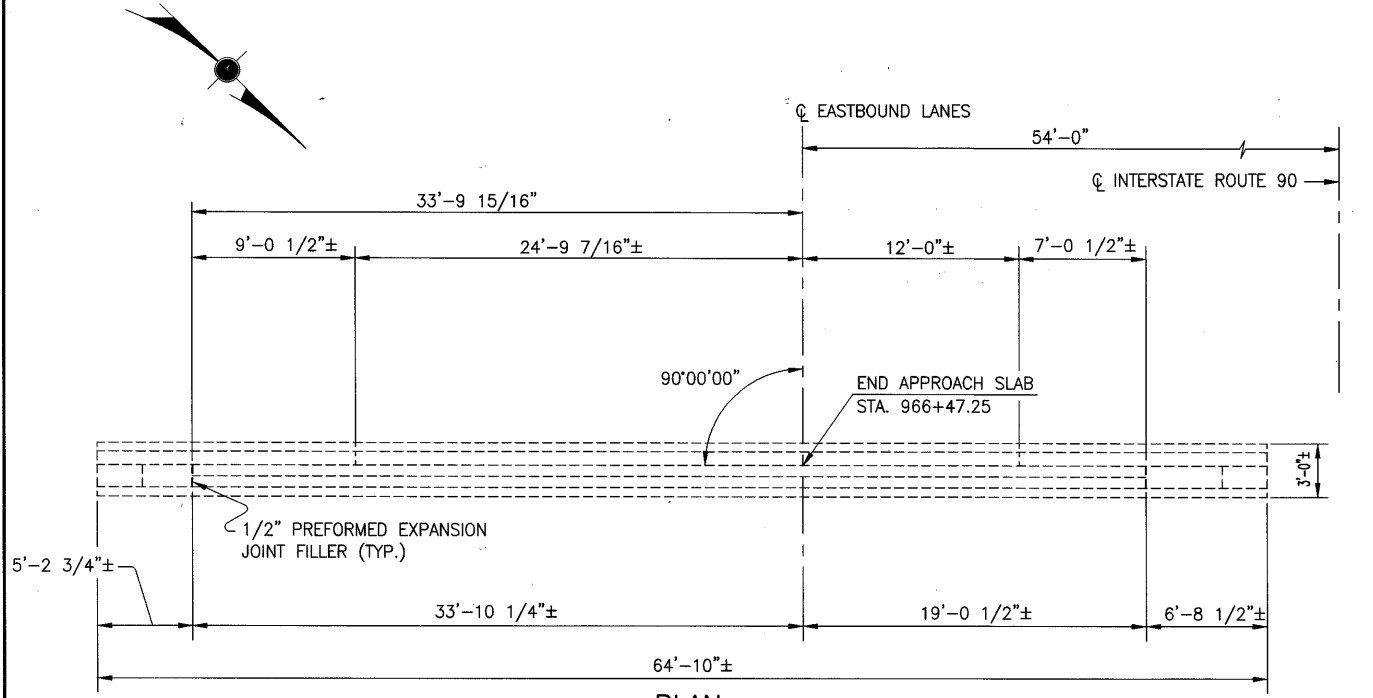 ℄ EASTBOUND LANES
54'-0"
℄ INTERSTATE ROUTE 90
33'-9 15/16"
9'-0 1/2"±
24'-9 7/16"±
12'-0"±
7'-0 1/2"±
90°00'00"
END APPROACH SLAB
STA. 966+47.25
3'-0"±
1/2" PREFORMED EXPANSION
JOINT FILLER (TYP.)
5'-2 3/4"±
33'-10 1/4"±
19'-0 1/2"±
6'-8 1/2"±
64'-10"±
PLAN